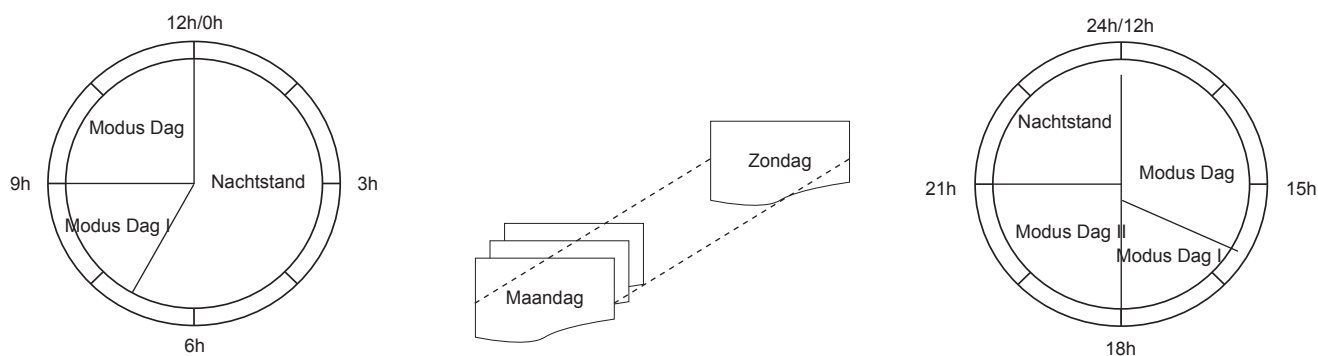 12h/0h
Modus Dag
Nachtstand
9h
3h
Modus Dag I
6h
Zondag
Maandag
24h/12h
Nachtstand
Modus Dag
21h
15h
Modus Dag II
Modus Dag I
18h